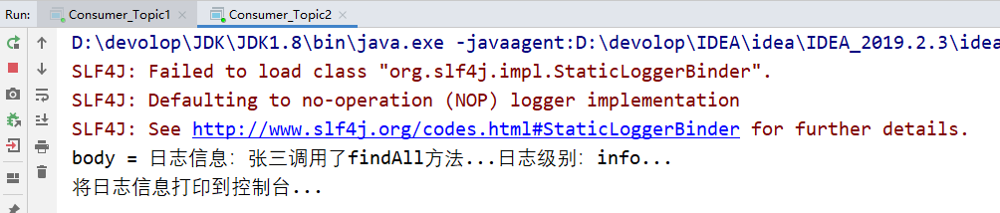 Run: Consumer_Topic1 × Consumer_Topic2 ×
D:\devolop\JDK\JDK1.8\bin\java.exe -javaagent:D:\devolop\IDEA\idea\IDEA_2019.2.3\idea
SLF4J: Failed to load class "org.slf4j.impl.StaticLoggerBinder".
SLF4J: Defaulting to no-operation (NOP) logger implementation
SLF4J: See http://www.slf4j.org/codes.html#StaticLoggerBinder for further details.
body = 日志信息：张三调用了findAll方法...日志级别：info...
将日志信息打印到控制台...